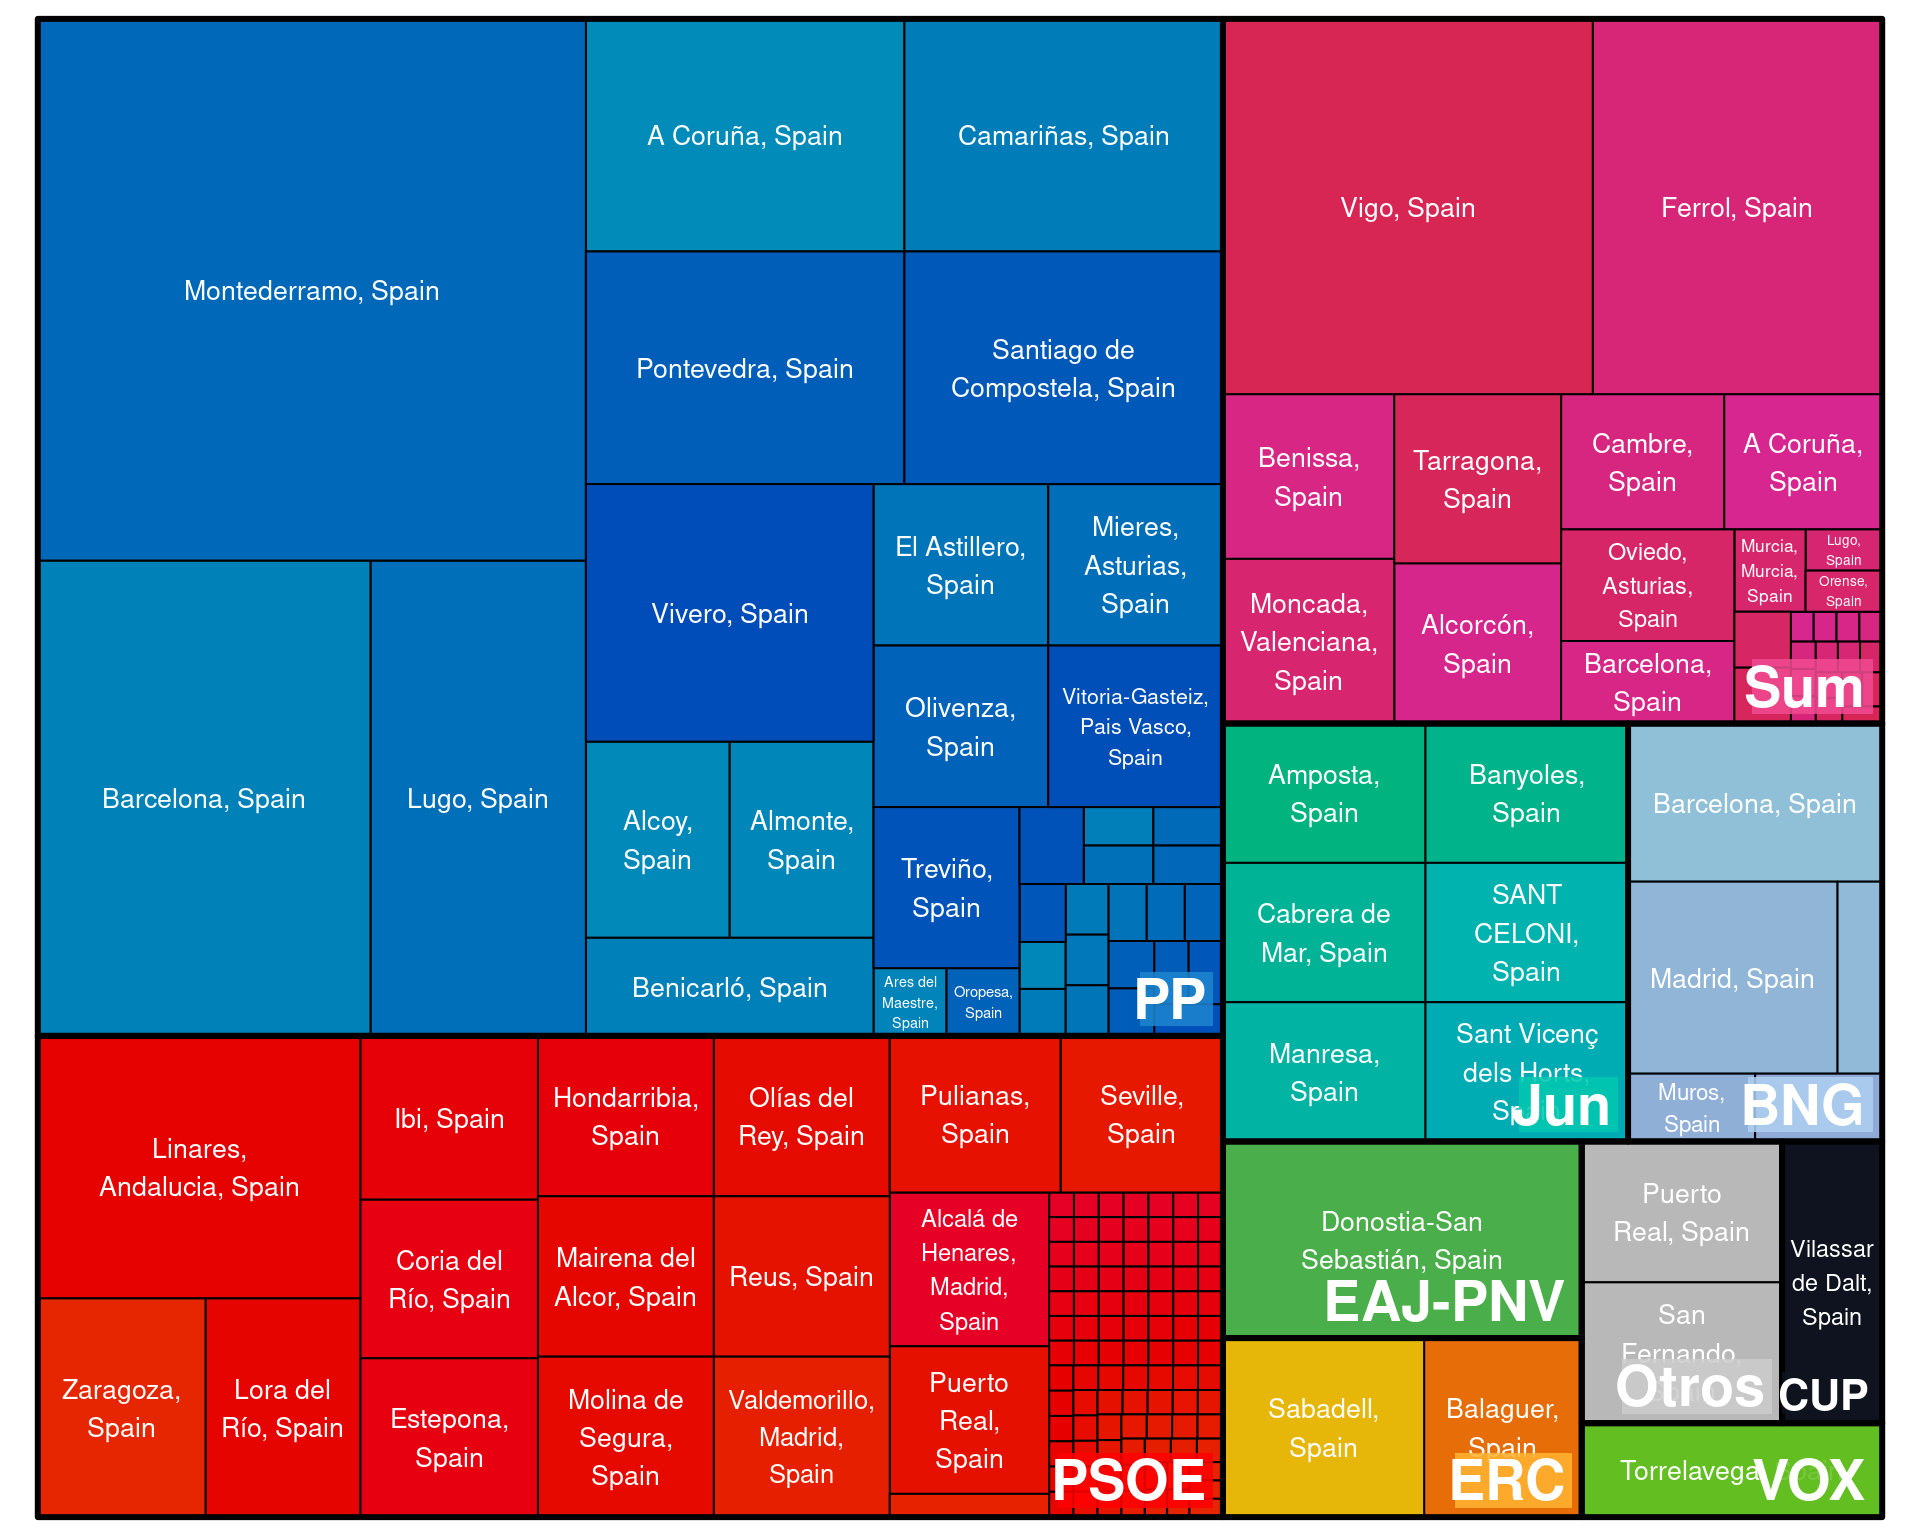 Montederramo, Spain
A Coruña, Spain
Camariñas, Spain
Pontevedra, Spain
Santiago de
Compostela, Spain
Barcelona, Spain
Lugo, Spain
Vivero, Spain
El Astillero,
Spain
Mieres,
Asturias,
Spain
Olivenza,
Spain
Vitoria-Gasteiz,
Pais Vasco,
Spain
Alcoy,
Spain
Almonte,
Spain
Benicarló, Spain
Treviño,
Spain
Ares del
Maestre,
Spain
Oropesa,
Spain
PP
Vigo, Spain
Ferrol, Spain
Benissa,
Spain
Tarragona,
Spain
Cambre,
Spain
A Coruña,
Spain
Moncada,
Valenciana,
Spain
Alcorcón,
Spain
Oviedo,
Asturias,
Spain
Barcelona,
Spain
Murcia,
Murcia,
Spain
Lugo,
Spain
Orense,
Spain
Sum
Amposta,
Spain
Banyoles,
Spain
Cabrera de
Mar, Spain
SANT
CELONI,
Spain
Manresa,
Spain
Sant Vicenç
dels Horts,
Spain
Jun
Barcelona, Spain
Madrid, Spain
Muros,
Spain
BNG
Linares,
Andalucia, Spain
Zaragoza,
Spain
Lora del
Río, Spain
Ibi, Spain
Coria del
Río, Spain
Estepona,
Spain
Hondarribia,
Spain
Mairena del
Alcor, Spain
Molina de
Segura,
Spain
Olías del
Rey, Spain
Reus, Spain
Valdemorillo,
Madrid,
Spain
Pulianas,
Spain
Seville,
Spain
Alcalá de
Henares,
Madrid,
Spain
Puerto
Real,
Spain
PSOE
Donostia-San
Sebastián, Spain
EAJ-PNV
Sabadell,
Spain
Balaguer,
Spain
ERC
Puerto
Real, Spain
San
Fernando,
Otros
Vilassar
de Dalt,
Spain
CUP
Torrelavega
VOX